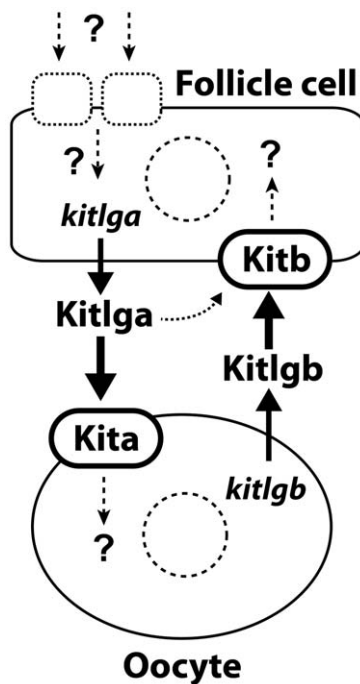 ?
Follicle cell
?
?
kitlga
Kitb
Kitlga
Kitlgb
Kita
kitlgb
?
Oocyte